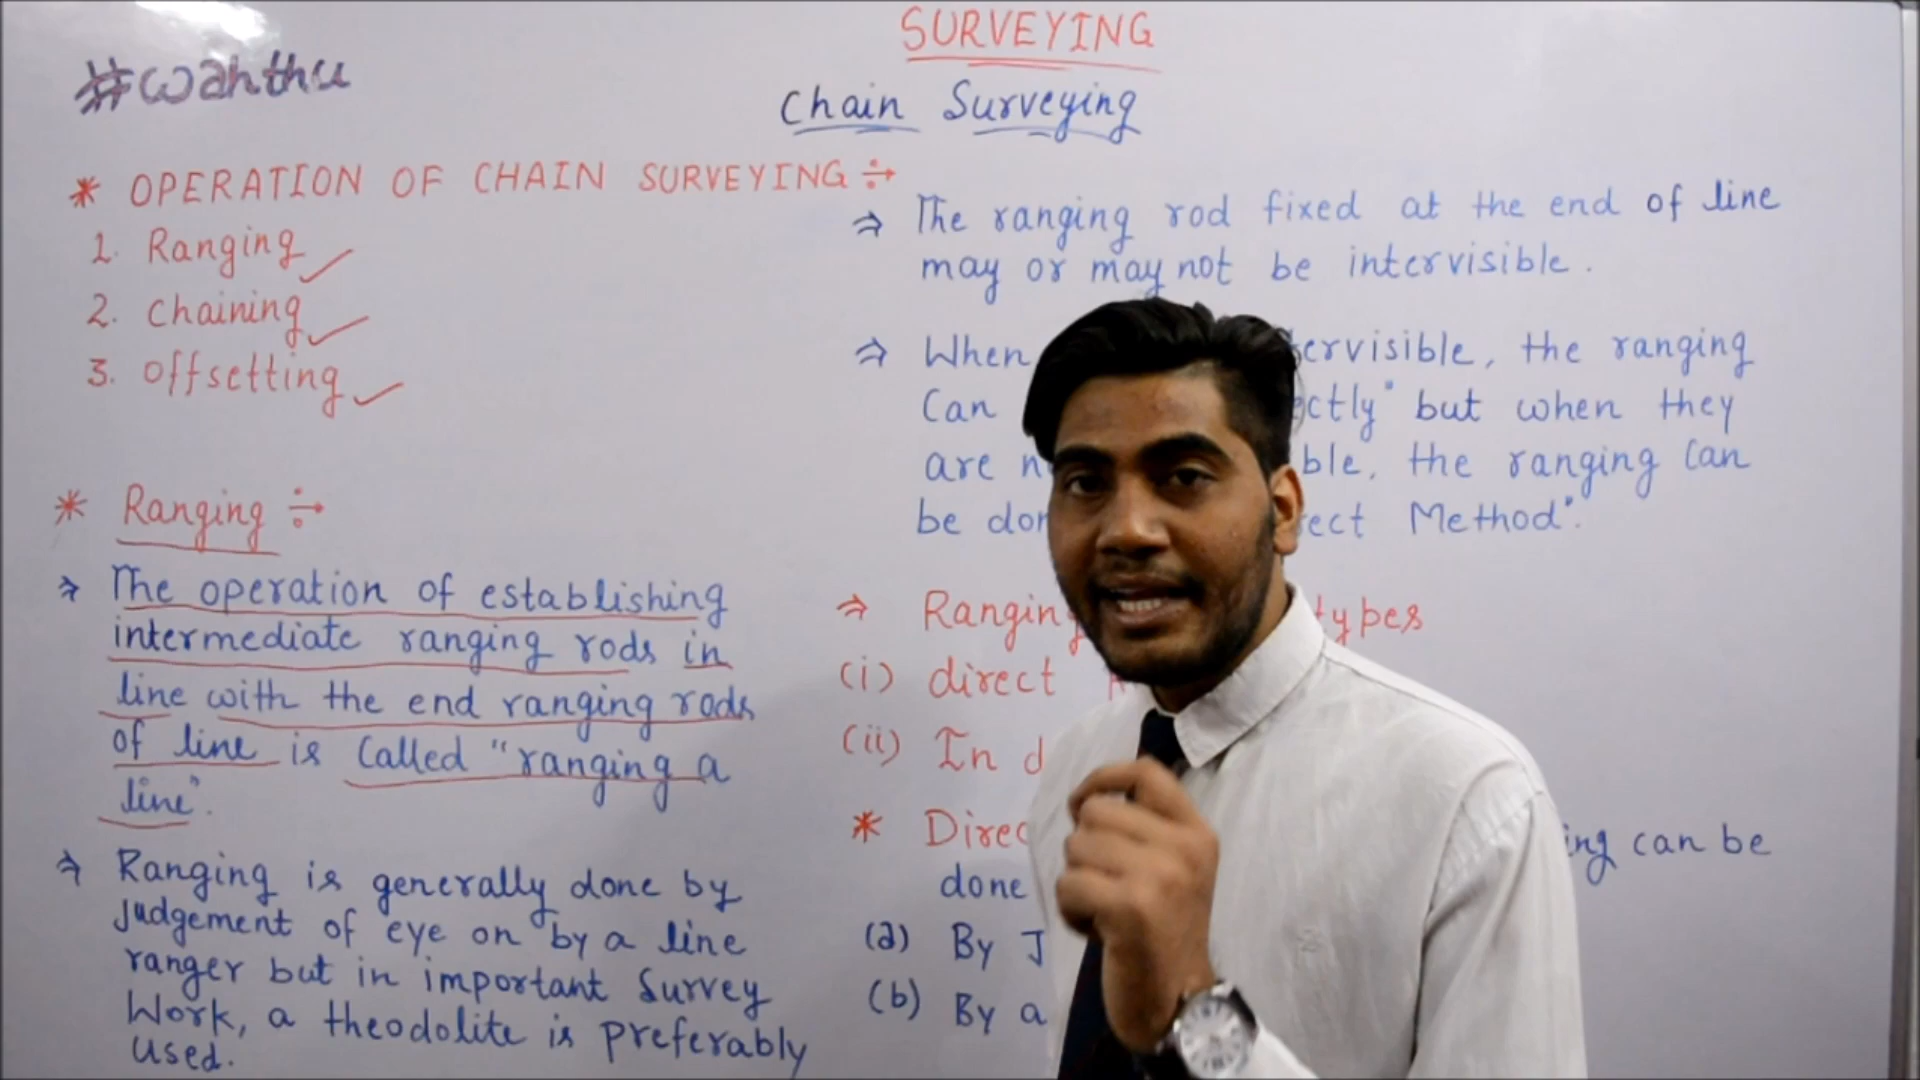 SURVEYING
#wahthu
Chain Surveying
* OPERATION OF CHAIN SURVEYING ÷→
1. Ranging ✓
2. Chaining ✓
3. Offsetting ✓
* Ranging ÷→
⇒ The operation of establishing
intermediate ranging rods in
line with the end ranging rods
of line is Called "ranging a
line".
⇒ Ranging is generally done by
Judgement of eye on by a line
ranger but in important Survey
Work, a theodolite is preferably
Used.
⇒ The ranging rod fixed at the end of line
may or may not be intervisible.
⇒ When ervisible, the ranging
Can ctly" but when they
are ble, the ranging Can
be ect Method".
⇒ Ranging types
(i) direct
(ii) In
*
done ing can be
(a) By
(b) By a